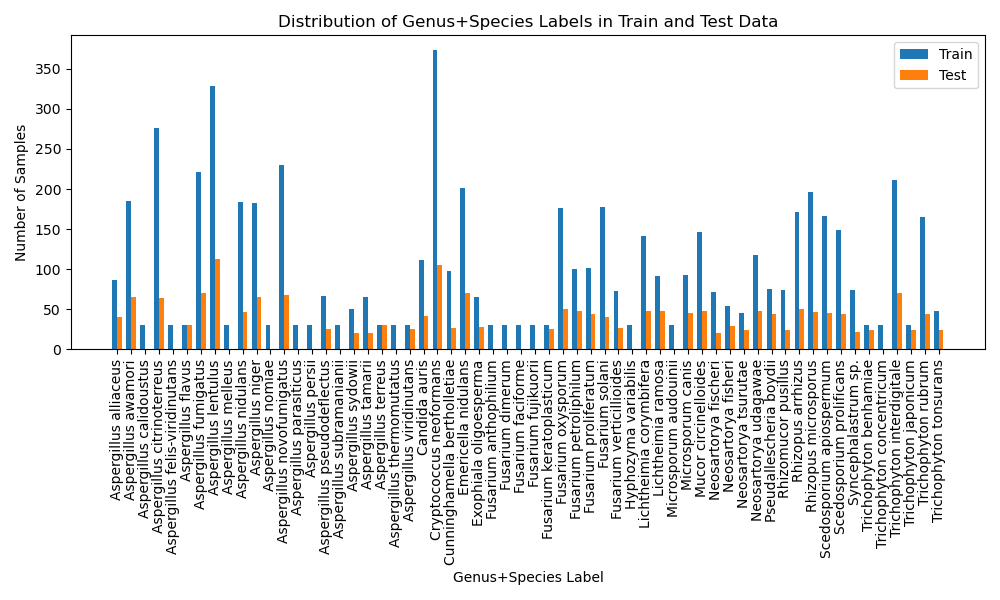 Distribution of Genus+Species Labels in Train and Test Data
Train
Test
Number of Samples
350
300
250
200
150
100
50
0
Aspergillus alliaceus
Aspergillus awamori
Aspergillus calidoustus
Aspergillus citrinoterreus
Aspergillus felis-viridinutans
Aspergillus flavus
Aspergillus fumigatus
Aspergillus lentulus
Aspergillus melleus
Aspergillus nidulans
Aspergillus niger
Aspergillus nomiae
Aspergillus novofumigatus
Aspergillus parasiticus
Aspergillus persii
Aspergillus pseudodeflectus
Aspergillus subramanianii
Aspergillus sydowii
Aspergillus tamarii
Aspergillus terreus
Aspergillus thermomutatus
Aspergillus viridinutans
Candida auris
Cryptococcus neoformans
Cunninghamella bertholletiae
Emericella nidulans
Exophiala oligoesperma
Fusarium anthophilum
Fusarium dimerum
Fusarium falciforme
Fusarium fujikuorii
Fusarium keratoplasticum
Fusarium oxysporum
Fusarium petroliphilum
Fusarium proliferatum
Fusarium solani
Fusarium verticillioides
Hyphozyma variabilis
Lichtheimia corymbifera
Lichtheimia ramosa
Microsporum audouinii
Microsporum canis
Mucor circinelloides
Neosartorya fischeri
Neosartorya fisheri
Neosartorya tsurutae
Neosartorya udagawae
Pseudallescheria boydii
Rhizomucor pusillus
Rhizopus arrhizus
Rhizopus microsporus
Scedosporium apiospermum
Scedosporium prolificans
Syncephalastrum sp.
Trichophyton benhamiae
Trichophyton concentricum
Trichophyton interdigitale
Trichophyton japonicum
Trichophyton rubrum
Trichophyton tonsurans
Genus+Species Label